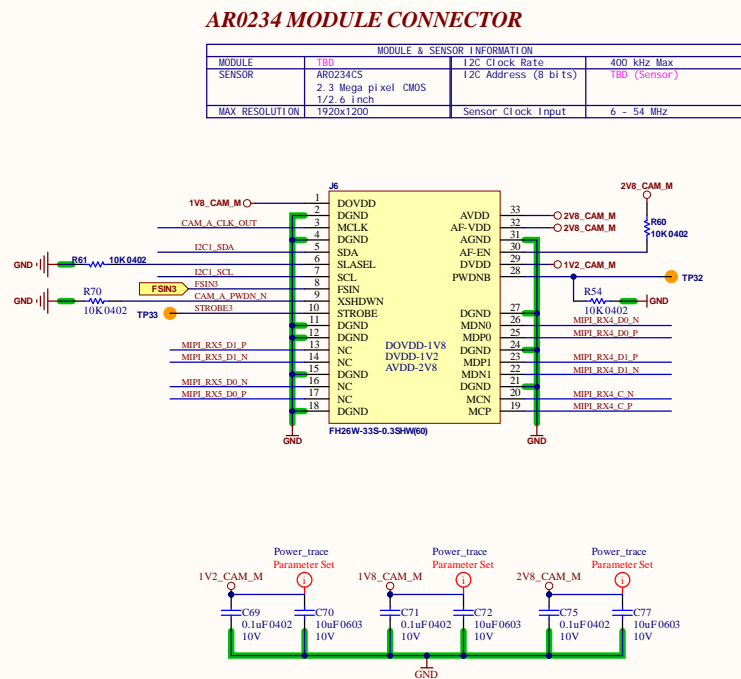 AR0234 MODULE CONNECTOR
MODULE & SENSOR INFORMATION
MODULE TBD I2C Clock Rate 400 kHz Max
SENSOR AR0234CS I2C Address (8 bits) TBD (Sensor)
2.3 Mega pixel CMOS
1/2.6 inch
MAX RESOLUTION 1920x1200 Sensor Clock Input 6 - 54 MHz
J6
2V8_CAM_M
1V8_CAM_M 1 DOVDD
2 DGND AVDD 33 2V8_CAM_M
CAM_A_CLK_OUT 3 MCLK AF-VDD 32 2V8_CAM_M
R60
10K0402
4 DGND AGND 31
I2C1_SDA 5 SDA AF-EN 30
GND R61 10K0402 6 SLASEL DVDD 29 1V2_CAM_M
I2C1_SCL 7 SCL PWDNB 28 TP32
FSIN3 FSIN3 8 FSIN
GND R70 10K0402 CAM_A_PWDN_N 9 XSHDWN
R54 10K0402 GND
TP33 STROBE3 10 STROBE DGND 27
11 DGND MDN0 26 MIPI_RX4_D0_N
12 DGND MDP0 25 MIPI_RX4_D0_P
MIPI_RX5_D1_P 13 NC DGND 24
MIPI_RX5_D1_N 14 NC MDP1 23 MIPI_RX4_D1_P
15 DGND MDN1 22 MIPI_RX4_D1_N
MIPI_RX5_D0_N 16 NC DGND 21
MIPI_RX5_D0_P 17 NC MCN 20 MIPI_RX4_C_N
18 DGND MCP 19 MIPI_RX4_C_P
DOVDD-1V8
DVDD-1V2
AVDD-2V8
GND
FH26W-33S-0.3SHW(60)
GND
Power_trace
Parameter Set
1V2_CAM_M
i
C69
0.1uF0402
10V
C70
10uF0603
10V
Power_trace
Parameter Set
1V8_CAM_M
i
C71
0.1uF0402
10V
C72
10uF0603
10V
Power_trace
Parameter Set
2V8_CAM_M
i
C75
0.1uF0402
10V
C77
10uF0603
10V
GND